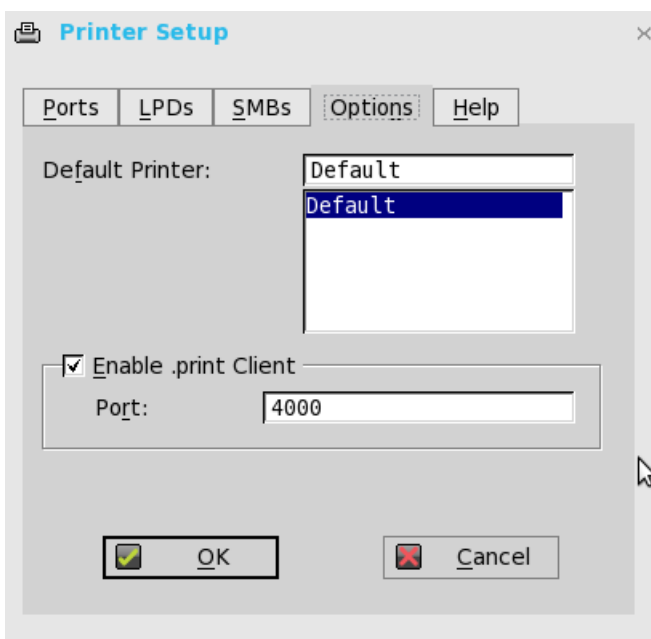 Printer Setup
Ports LPDs SMBs Options Help
Default Printer: Default
Default
Enable .print Client
Port: 4000
OK Cancel